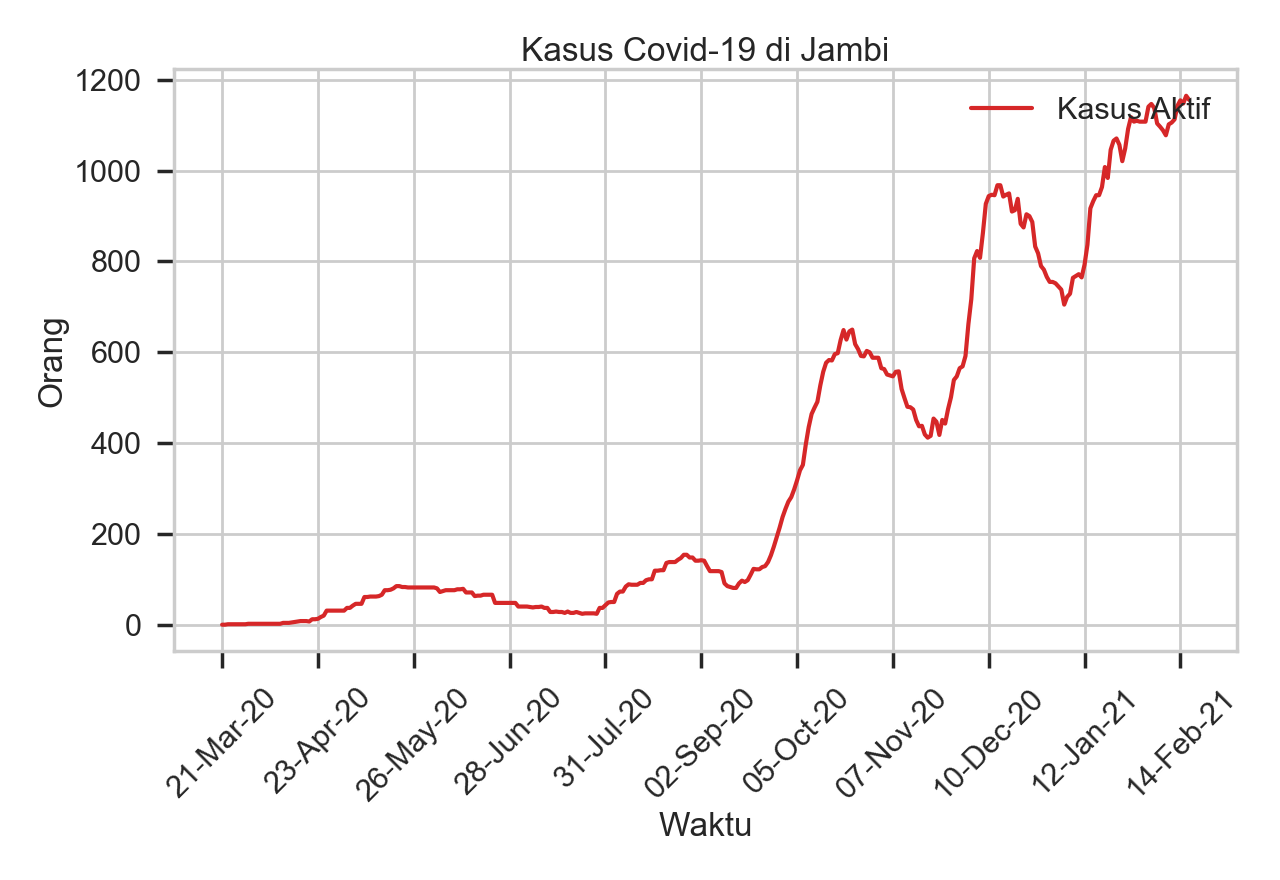 Kasus Covid-19 di Jambi
Kasus Aktif
1200
1000
800
600
400
200
0
Orang
21-Mar-20
23-Apr-20
26-May-20
28-Jun-20
31-Jul-20
02-Sep-20
05-Oct-20
07-Nov-20
10-Dec-20
12-Jan-21
14-Feb-21
Waktu